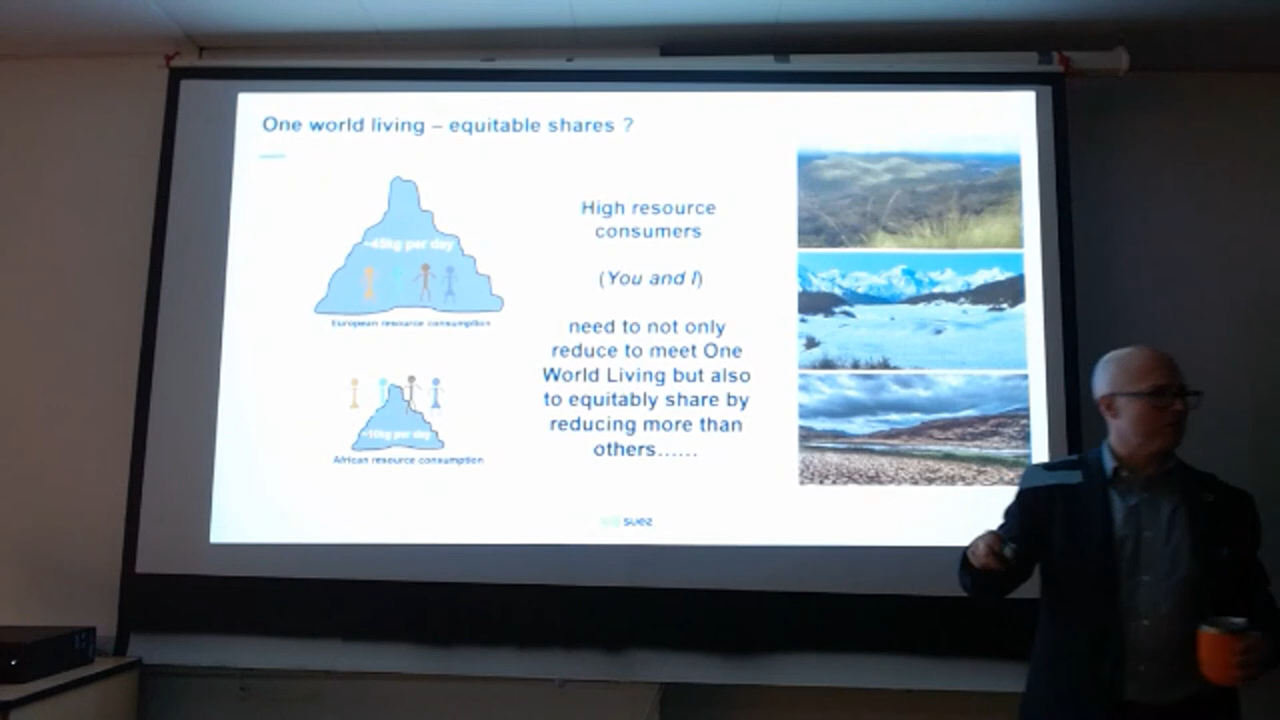 One world living – equitable shares ?
~45kg per day
European resource consumption
~10kg per day
African resource consumption
High resource
consumers
(You and I)
need to not only
reduce to meet One
World Living but also
to equitably share by
reducing more than
others……
suez